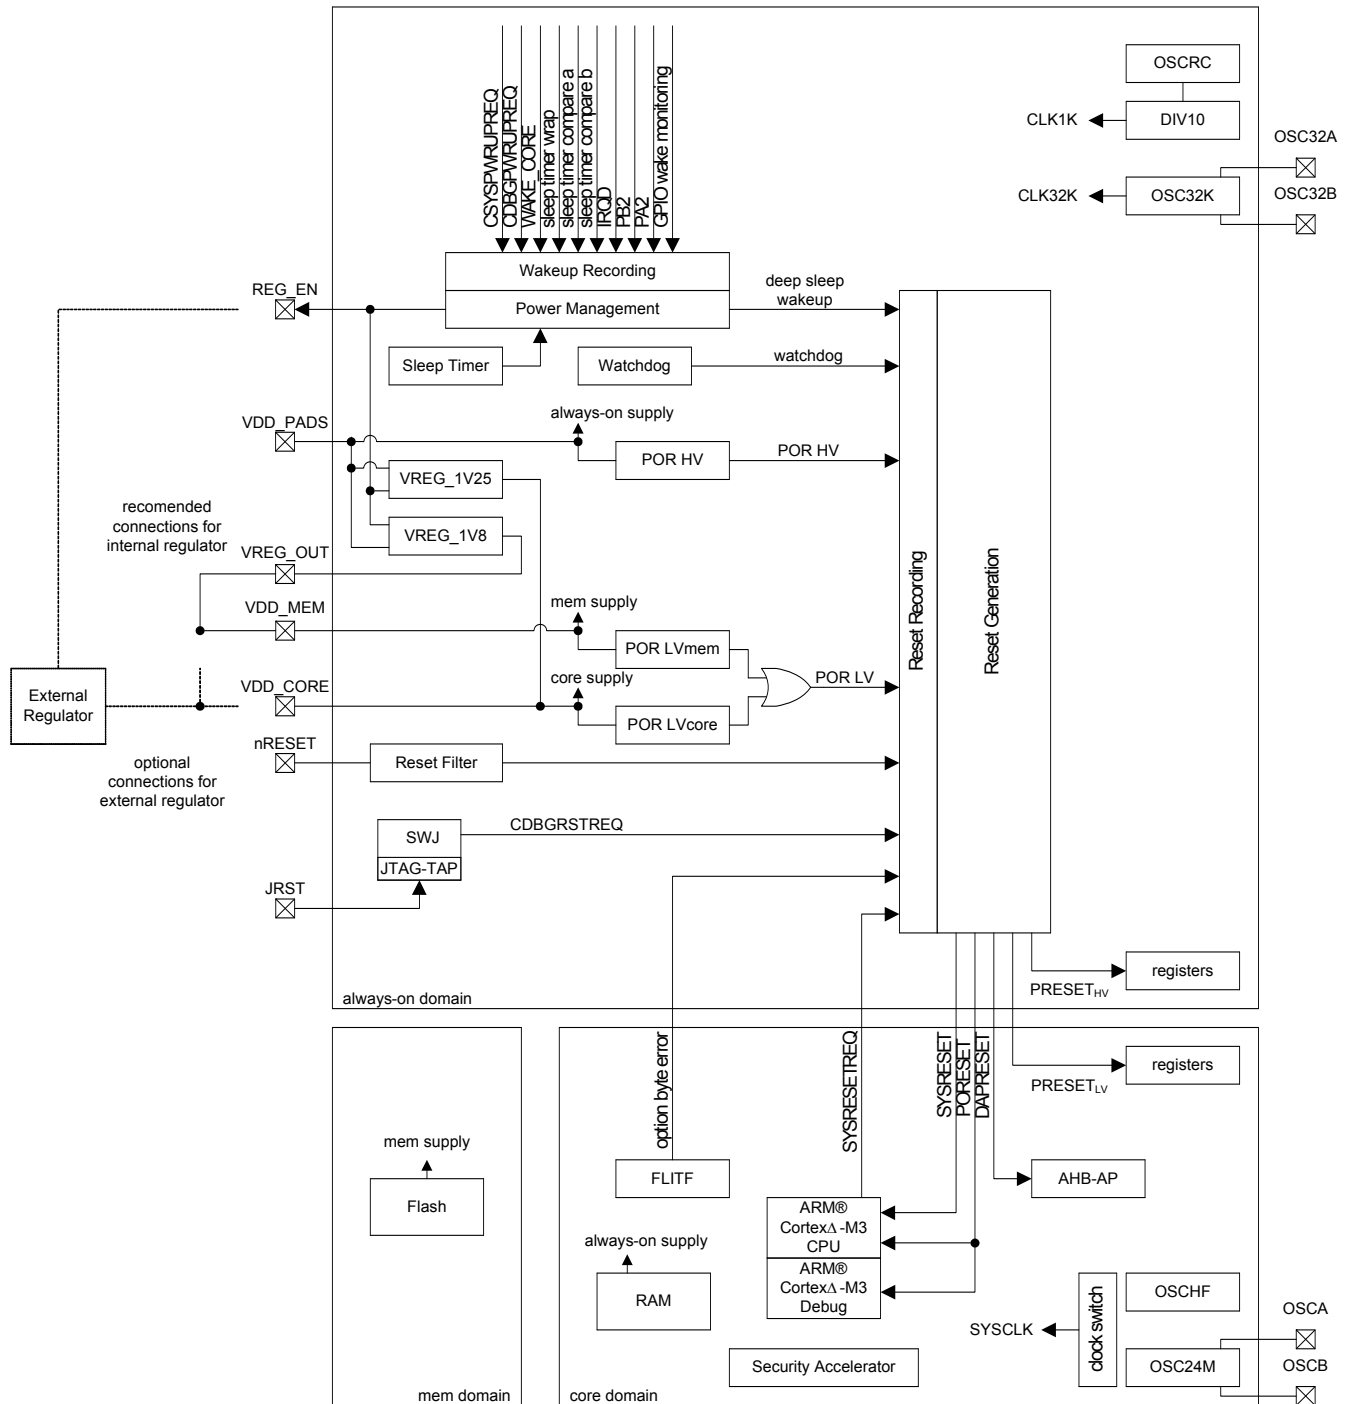 CSYSPWRUPREQ
CDBGPWRUPREQ
WAKE_CORE
sleep timer wrap
sleep timer compare a
sleep timer compare b
IRQD
PB2
PA2
GPIO wake monitoring
OSCRC
CLK1K
DIV10
OSC32A
CLK32K
OSC32K
OSC32B
Wakeup Recording
Power Management
REG_EN
deep sleep
wakeup
Sleep Timer
Watchdog
watchdog
VDD_PADS
always-on supply
POR HV
POR HV
VREG_1V25
VREG_1V8
recomended
connections for
internal regulator
VREG_OUT
VDD_MEM
mem supply
POR LVmem
POR LV
core supply
POR LVcore
VDD_CORE
External
Regulator
nRESET
Reset Filter
optional
connections for
external regulator
Reset Recording
Reset Generation
SWJ
JTAG-TAP
CDBGRSTREQ
JRST
PRESETHV
registers
always-on domain
option byte error
SYSRESETREQ
SYSRESET
PORESET
DAPRESET
PRESETLV
registers
mem supply
Flash
FLITF
AHB-AP
ARM®
CortexΔ-M3
CPU
ARM®
CortexΔ-M3
Debug
always-on supply
RAM
SYSCLK
clock switch
OSCHF
OSC24M
OSCA
OSCB
Security Accelerator
mem domain
core domain